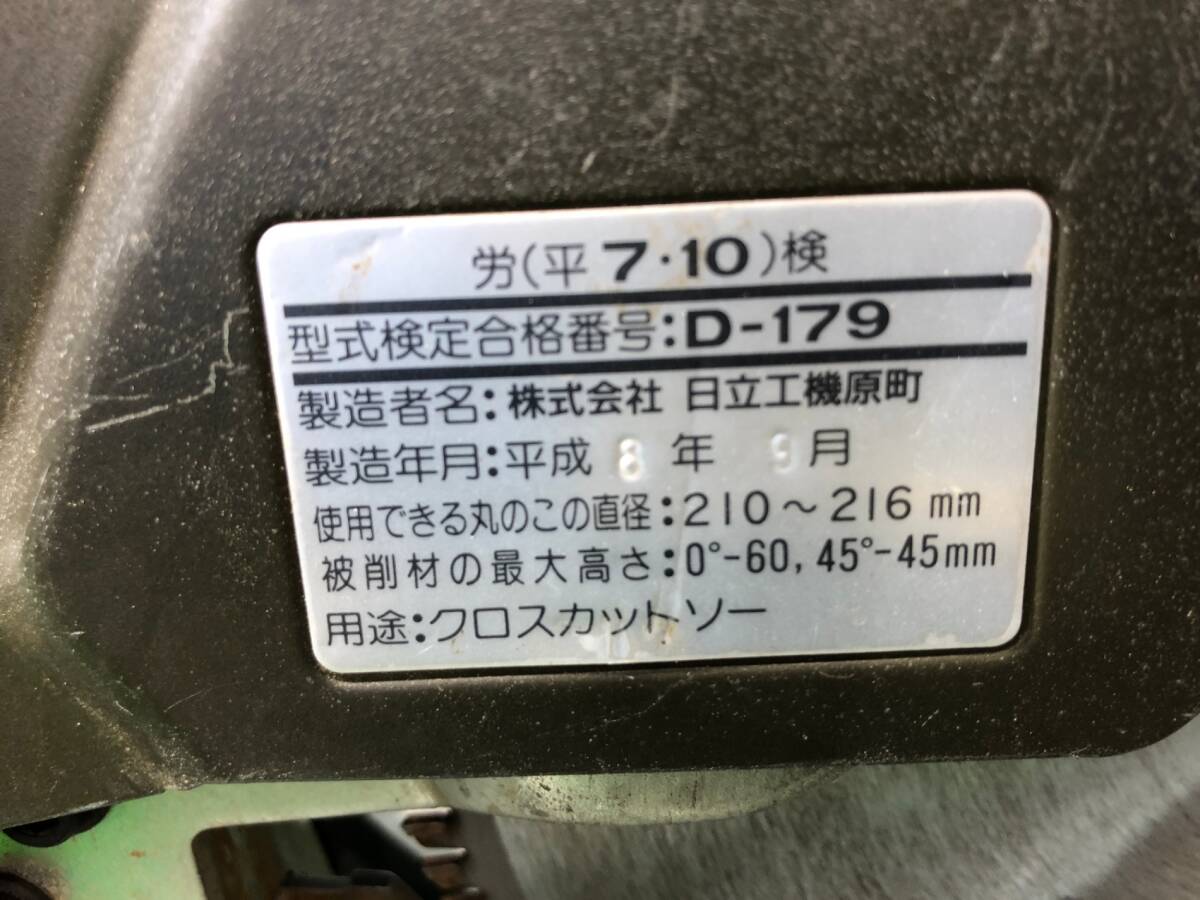 労(平7·10)検
型式検定合格番号:D-179
製造者名:株式会社 日立工機原町
製造年月:平成 8 年 9 月
使用できる丸のこの直径:210～216mm
被削材の最大高さ:0°-60, 45°-45mm
用途:クロスカットソー